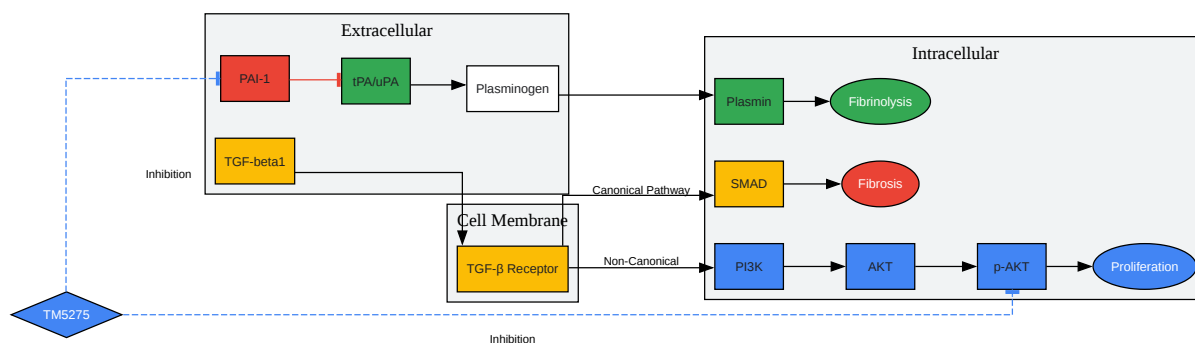 Extracellular
Intracellular
PAI-1
tPA/uPA
Plasminogen
Plasmin
Fibrinolysis
TGF-beta1
Inhibition
Canonical Pathway
SMAD
Fibrosis
Cell Membrane
TGF-β Receptor
Non-Canonical
PI3K
AKT
p-AKT
Proliferation
TM5275
Inhibition